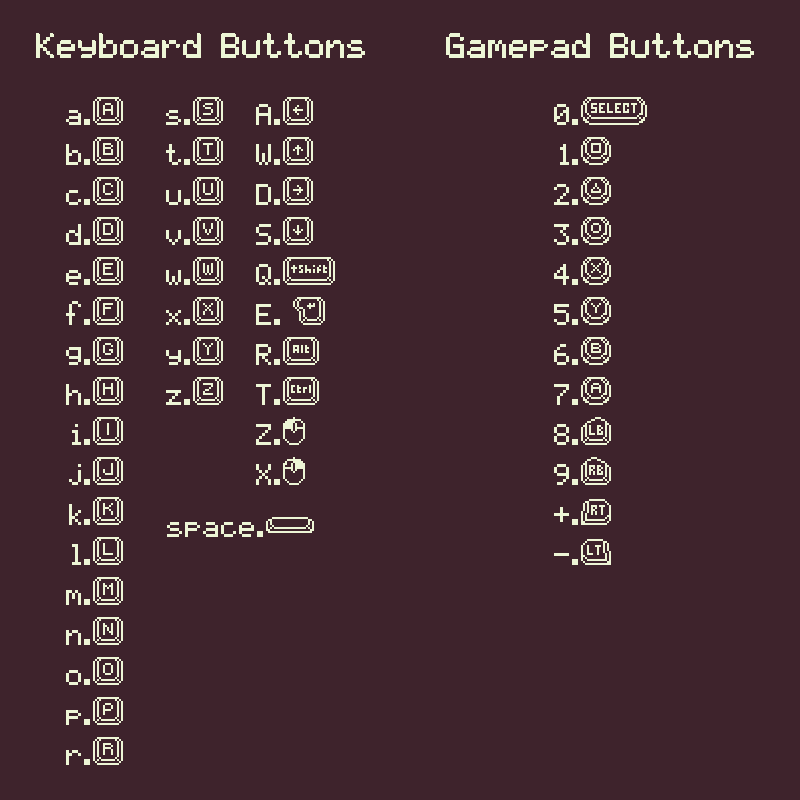 Keyboard Buttons
Gamepad Buttons
a. A
b. B
c. C
d. D
e. E
f. F
g. G
h. H
i. I
j. J
k. K
l. L
m. M
n. N
o. O
p. P
r. R
s. S
t. T
u. U
v. V
w. W
x. X
y. Y
z. Z
A. ←
W. ↑
D. →
S. ↓
Q. ↑Shift
E. ↵
R. Alt
T. Ctrl
Z.
X.
space.
0. SELECT
1. □
2. △
3. ○
4. X
5. Y
6. B
7. A
8. LB
9. RB
+. RT
-. LT